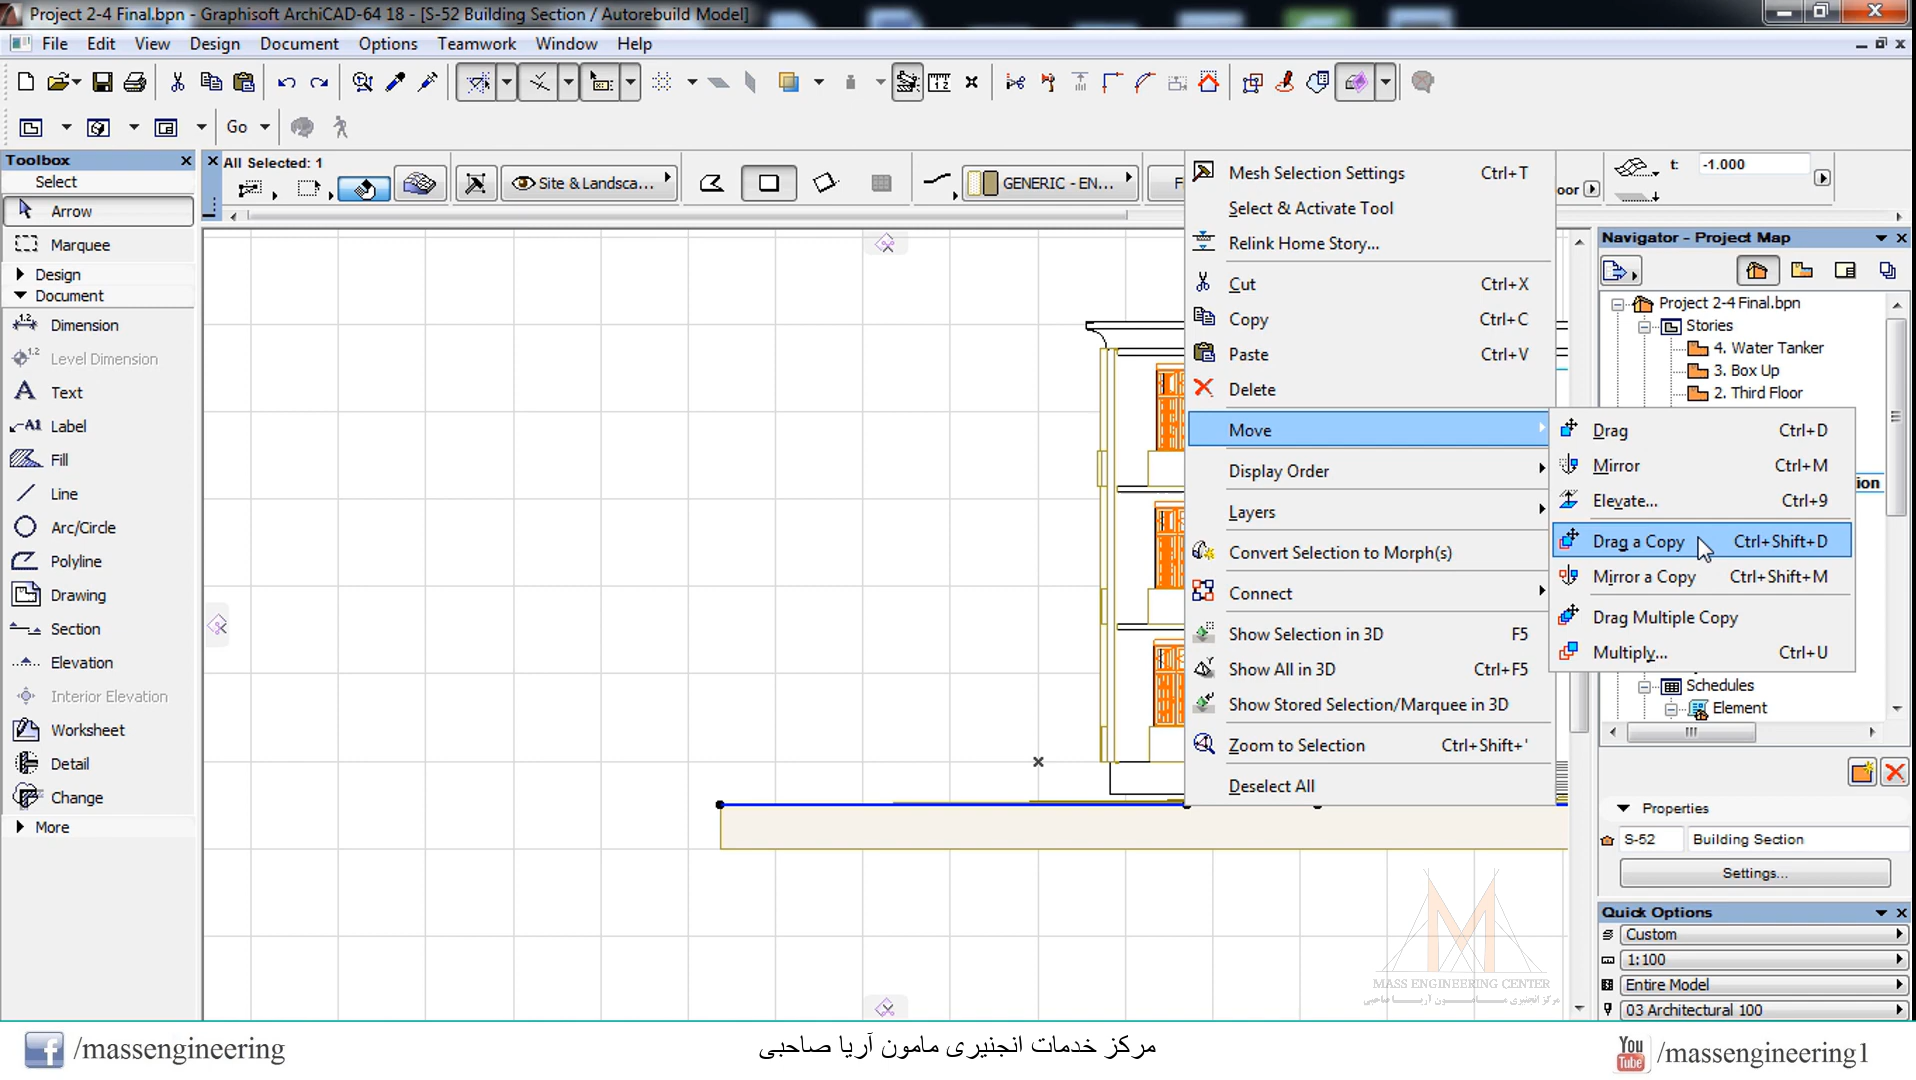 Project 2-4 Final.bpn - Graphisoft ArchiCAD-64 18 - [S-52 Building Section / Autorebuild Model]
File Edit View Design Document Options Teamwork Window Help
Go
Toolbox
Select
Arrow
Marquee
Design
Document
Dimension
Level Dimension
Text
Label
Fill
Line
Arc/Circle
Polyline
Drawing
Section
Elevation
Interior Elevation
Worksheet
Detail
Change
More
All Selected: 1
Site & Landsca...
GENERIC - EN...
oor
t: -1.000
Mesh Selection Settings Ctrl+T
Select & Activate Tool
Relink Home Story...
Cut Ctrl+X
Copy Ctrl+C
Paste Ctrl+V
Delete
Move
Display Order
Layers
Convert Selection to Morph(s)
Connect
Show Selection in 3D F5
Show All in 3D Ctrl+F5
Show Stored Selection/Marquee in 3D
Zoom to Selection Ctrl+Shift+'
Deselect All
Drag Ctrl+D
Mirror Ctrl+M
Elevate... Ctrl+9
Drag a Copy Ctrl+Shift+D
Mirror a Copy Ctrl+Shift+M
Drag Multiple Copy
Multiply... Ctrl+U
Navigator - Project Map
Project 2-4 Final.bpn
Stories
4. Water Tanker
3. Box Up
2. Third Floor
ion
Schedules
Element
Properties
S-52 Building Section
Settings...
Quick Options
Custom
1:100
Entire Model
03 Architectural 100
MASS ENGINEERING CENTER
مرکز انجنیری مامون آریا صاحبی
/massengineering
مرکز خدمات انجنیری مامون آریا صاحبی
You Tube /massengineering1